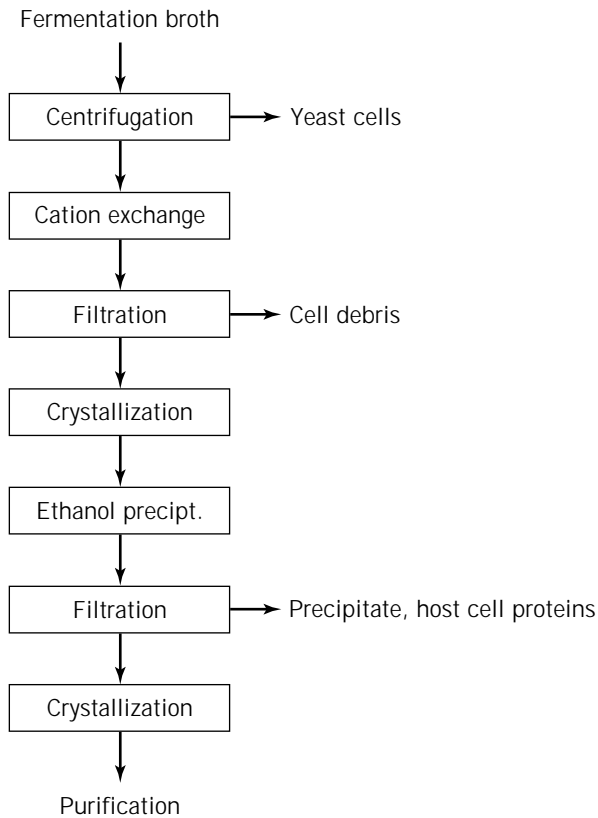 Fermentation broth
Centrifugation
Yeast cells
Cation exchange
Filtration
Cell debris
Crystallization
Ethanol precipt.
Filtration
Precipitate, host cell proteins
Crystallization
Purification